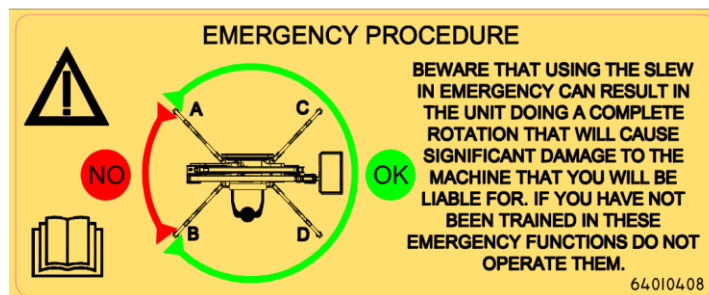 EMERGENCY PROCEDURE
A
C
NO
OK
B
D
BEWARE THAT USING THE SLEW
IN EMERGENCY CAN RESULT IN
THE UNIT DOING A COMPLETE
ROTATION THAT WILL CAUSE
SIGNIFICANT DAMAGE TO THE
MACHINE THAT YOU WILL BE
LIABLE FOR. IF YOU HAVE NOT
BEEN TRAINED IN THESE
EMERGENCY FUNCTIONS DO NOT
OPERATE THEM.
64010408